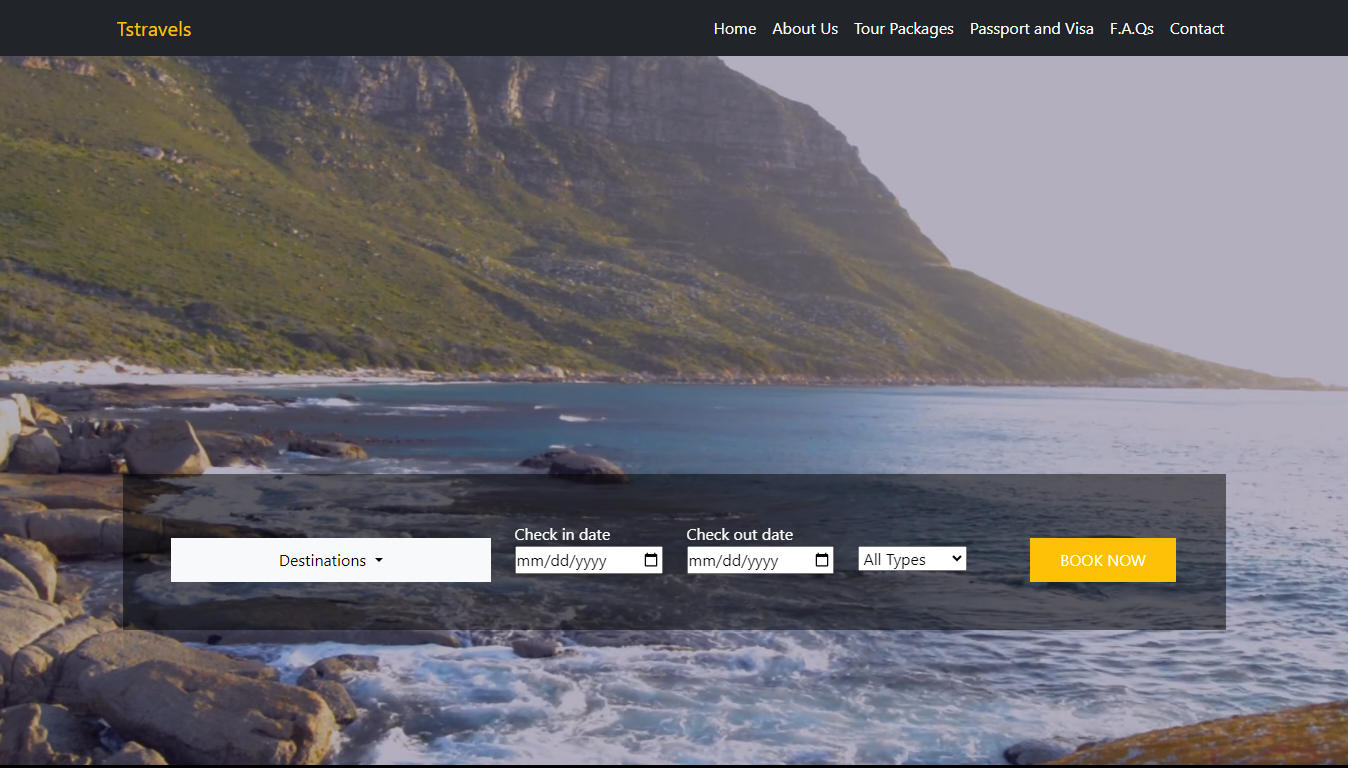 Tstravels
Home About Us Tour Packages Passport and Visa F.A.Qs Contact
Check in date Check out date
Destinations mm/dd/yyyy mm/dd/yyyy All Types BOOK NOW